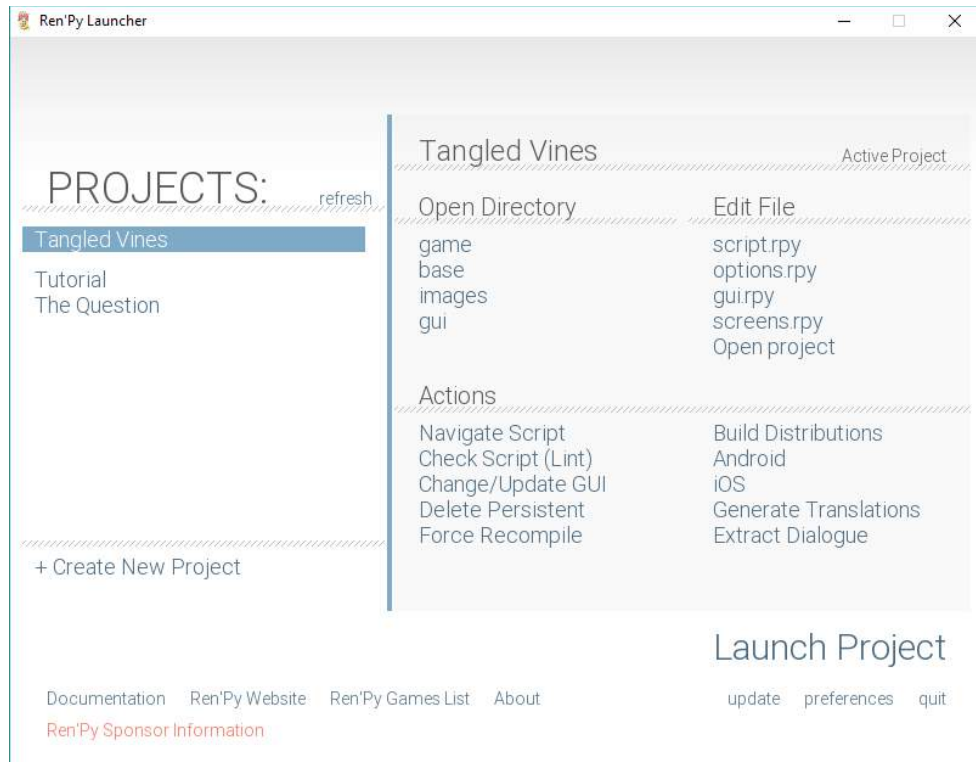 Ren'Py Launcher
PROJECTS:
refresh
Tangled Vines
Tutorial
The Question
+ Create New Project
Tangled Vines
Active Project
Open Directory
game
base
images
gui
Edit File
script.rpy
options.rpy
gui.rpy
screens.rpy
Open project
Actions
Navigate Script
Check Script (Lint)
Change/Update GUI
Delete Persistent
Force Recompile
Build Distributions
Android
iOS
Generate Translations
Extract Dialogue
Launch Project
Documentation Ren'Py Website Ren'Py Games List About
update preferences quit
Ren'Py Sponsor Information